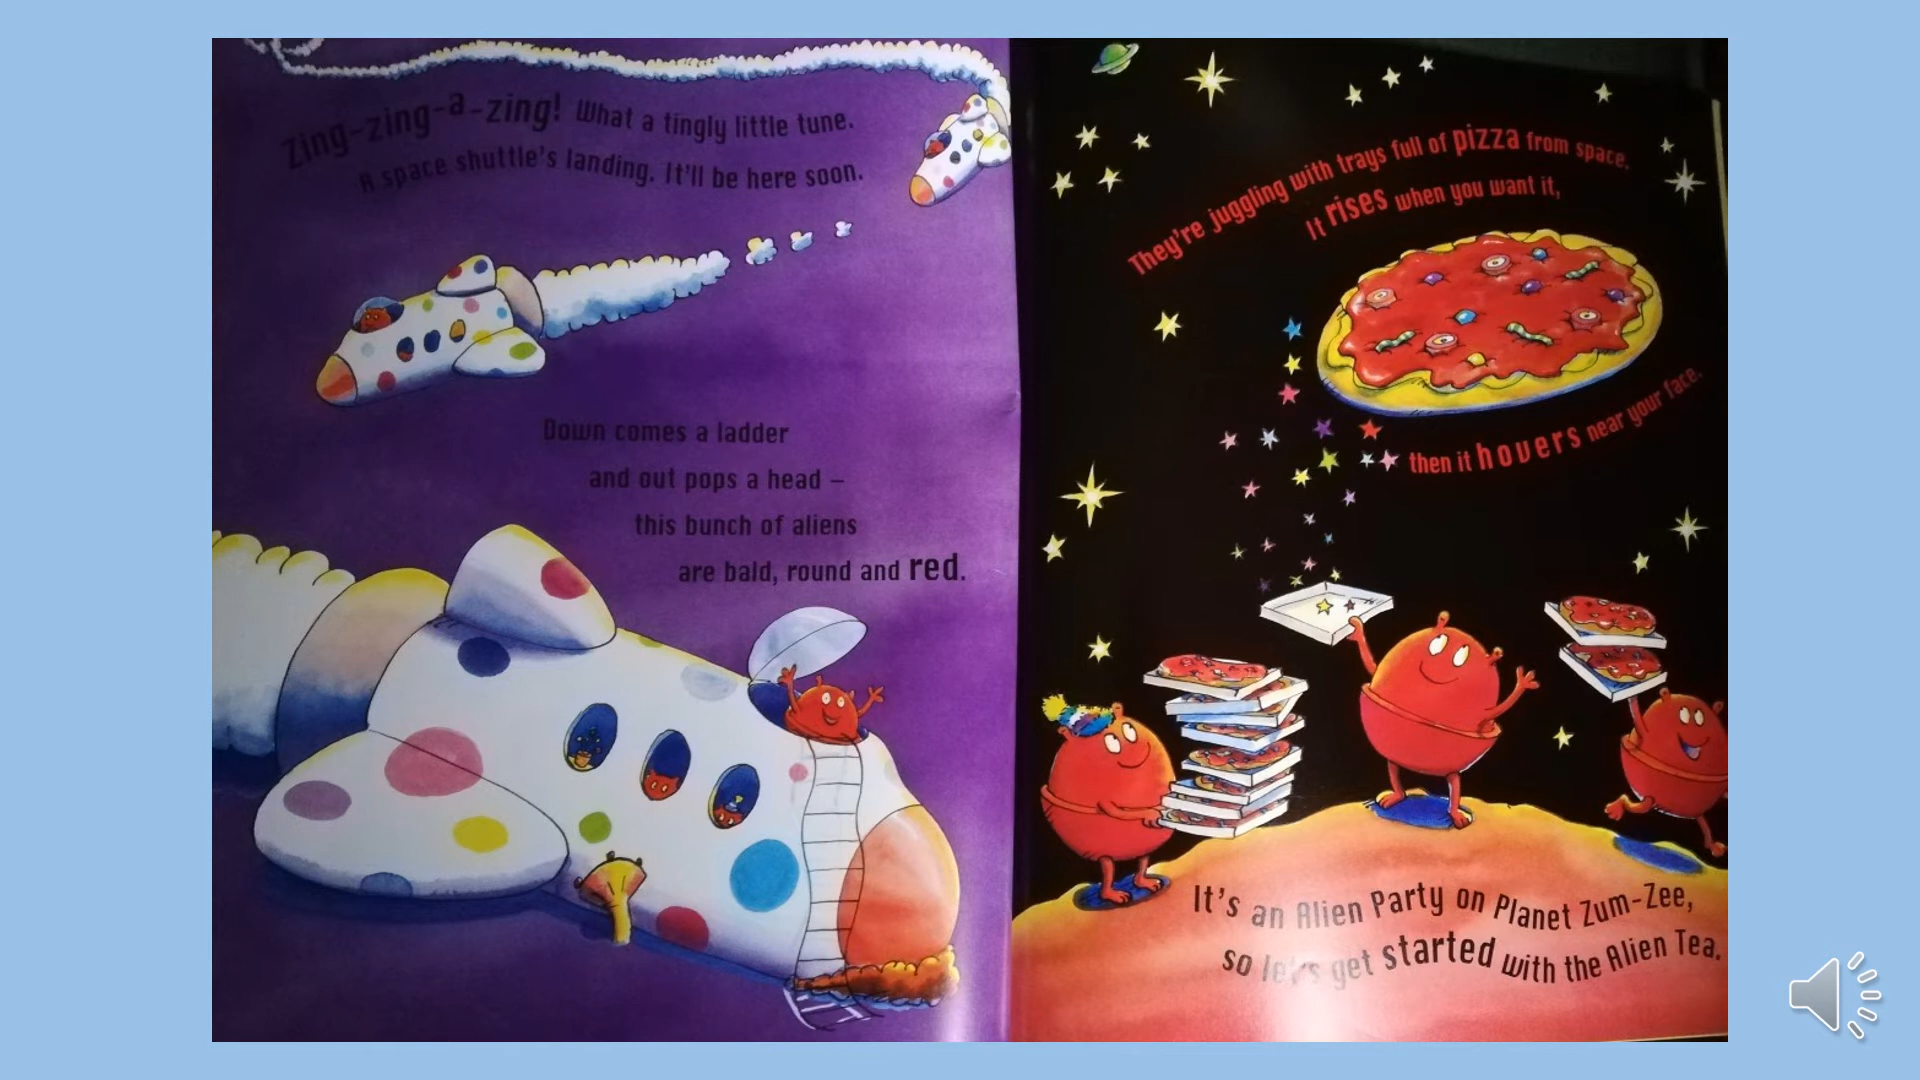 Zing-zing-a-zing! What a tingly little tune.
A space shuttle's landing. It'll be here soon.
Down comes a ladder
and out pops a head –
this bunch of aliens
are bald, round and red.
They're juggling with trays full of pizza from space.
It rises when you want it,
then it hovers near your face.
It's an Alien Party on Planet Zum-Zee,
so let's get started with the Alien Tea.